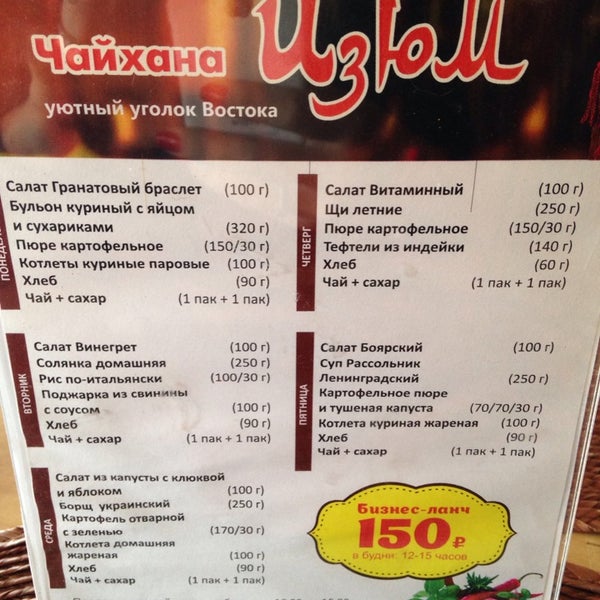 Чайхана Изюм
уютный уголок Востока
Салат Гранатовый браслет (100 г)
Бульон куриный с яйцом
и сухариками (320 г)
Пюре картофельное (150/30 г)
Котлеты куриные паровые (100 г)
Хлеб (90 г)
Чай + сахар (1 пак + 1 пак)
ВТОРНИК
Салат Винегрет (100 г)
Солянка домашняя (250 г)
Рис по-итальянски (100/30 г)
Поджарка из свинины
с соусом (100 г)
Хлеб (90 г)
Чай + сахар (1 пак + 1 пак)
СРЕДА
Салат из капусты с клюквой
и яблоком (100 г)
Борщ украинский (250 г)
Картофель отварной
с зеленью (170/30 г)
Котлета домашняя
жареная (100 г)
Хлеб (90 г)
Чай + сахар (1 пак + 1 пак)
ЧЕТВЕРГ
Салат Витаминный (100 г)
Щи летние (250 г)
Пюре картофельное (150/30 г)
Тефтели из индейки (140 г)
Хлеб (60 г)
Чай + сахар (1 пак + 1 пак)
ПЯТНИЦА
Салат Боярский (100 г)
Суп Рассольник
Ленинградский (250 г)
Картофельное пюре
и тушеная капуста (70/70/30 г)
Котлета куриная жареная (100 г)
Хлеб (90 г)
Чай + сахар (1 пак + 1 пак)
Бизнес-ланч
150₽
в будни: 12-15 часов